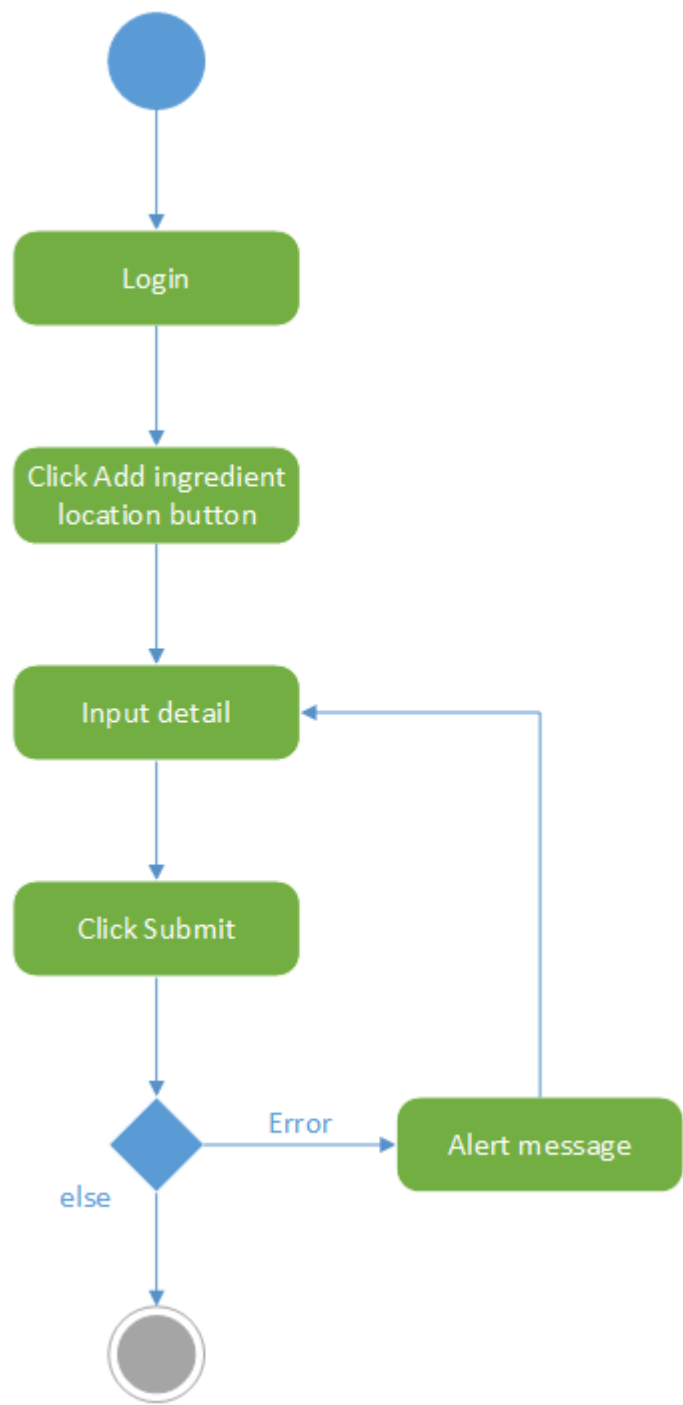 Login
Click Add ingredient
location button
Input detail
Click Submit
Error
Alert message
else